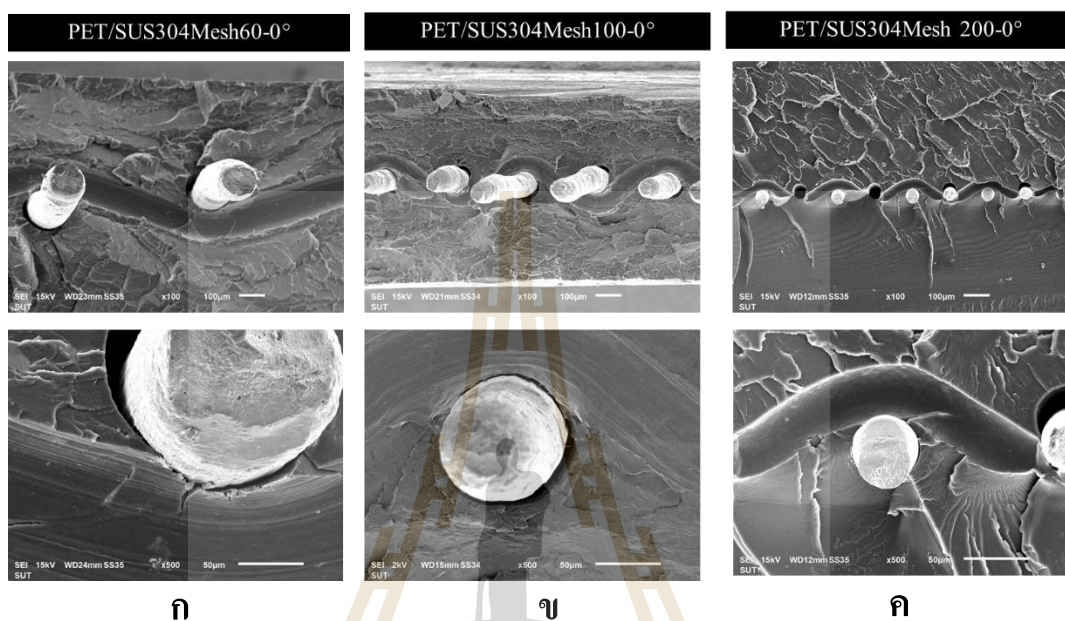 PET/SUS304Mesh60-0°
PET/SUS304Mesh100-0°
PET/SUS304Mesh 200-0°
SEI 15kV WD23mm SS35 x100 100μm
SUT
SEI 15kV WD21mm SS34 x100 100μm
SUT
SEI 15kV WD12mm SS35 x100 100μm
SUT
SEI 15kV WD24mm SS35 x500 50μm
SUT
SEI 2kV WD15mm SS34 x500 50μm
SUT
SEI 15kV WD12mm SS35 x500 50μm
SUT
ก
ข
ค